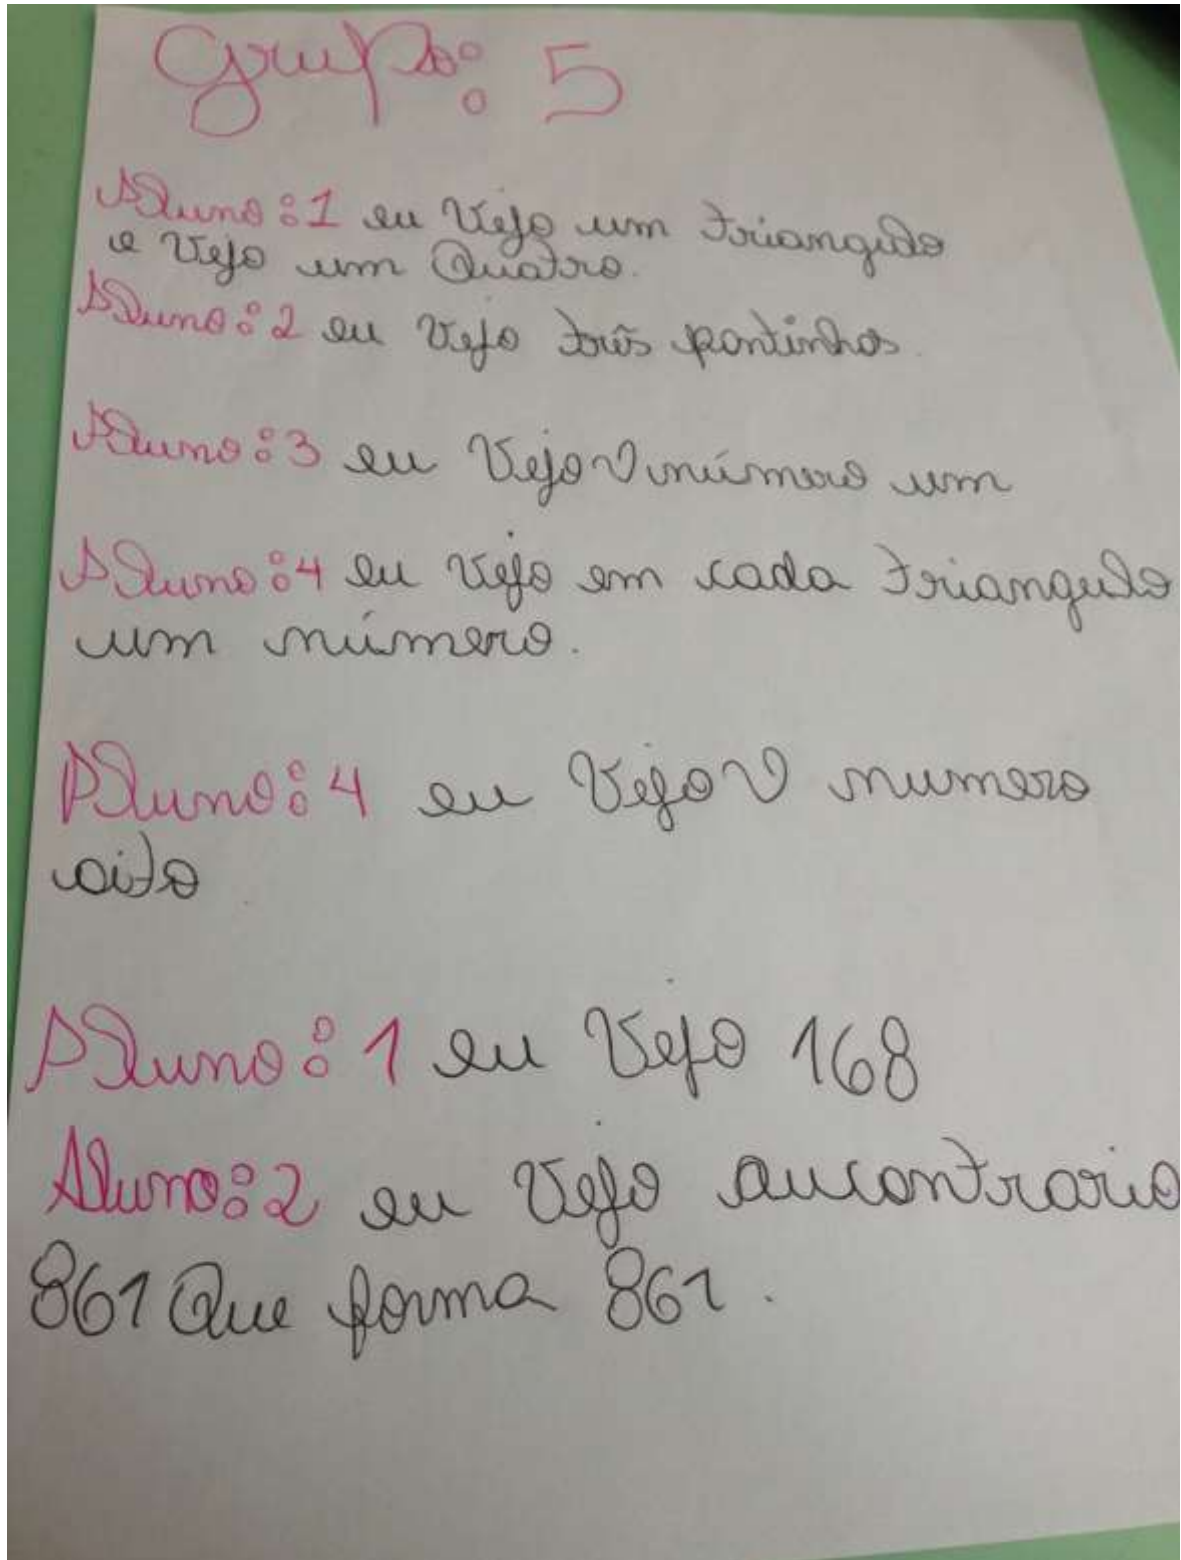 Grupo: 5
Aluno:1 eu Vejo um triangulo
e Vejo um Quatro.
Aluno:2 eu Vejo três pontinhos.
Aluno:3 eu Vejo O número um
Aluno:4 eu Vejo em cada triangulo
um número.
Aluno:4 eu Vejo O numero
oito
Aluno:1 eu Vejo 168
Aluno:2 eu Vejo aucontrario
861 Que forma 861.